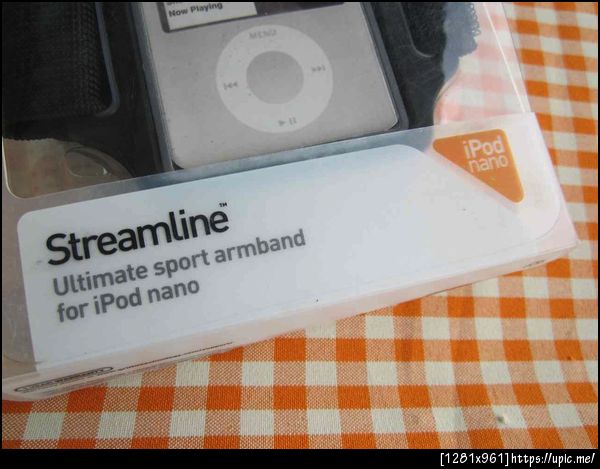 Now Playing
MENU
iPod
nano
Streamline™
Ultimate sport armband
for iPod nano
[1281x961]https://upic.me/